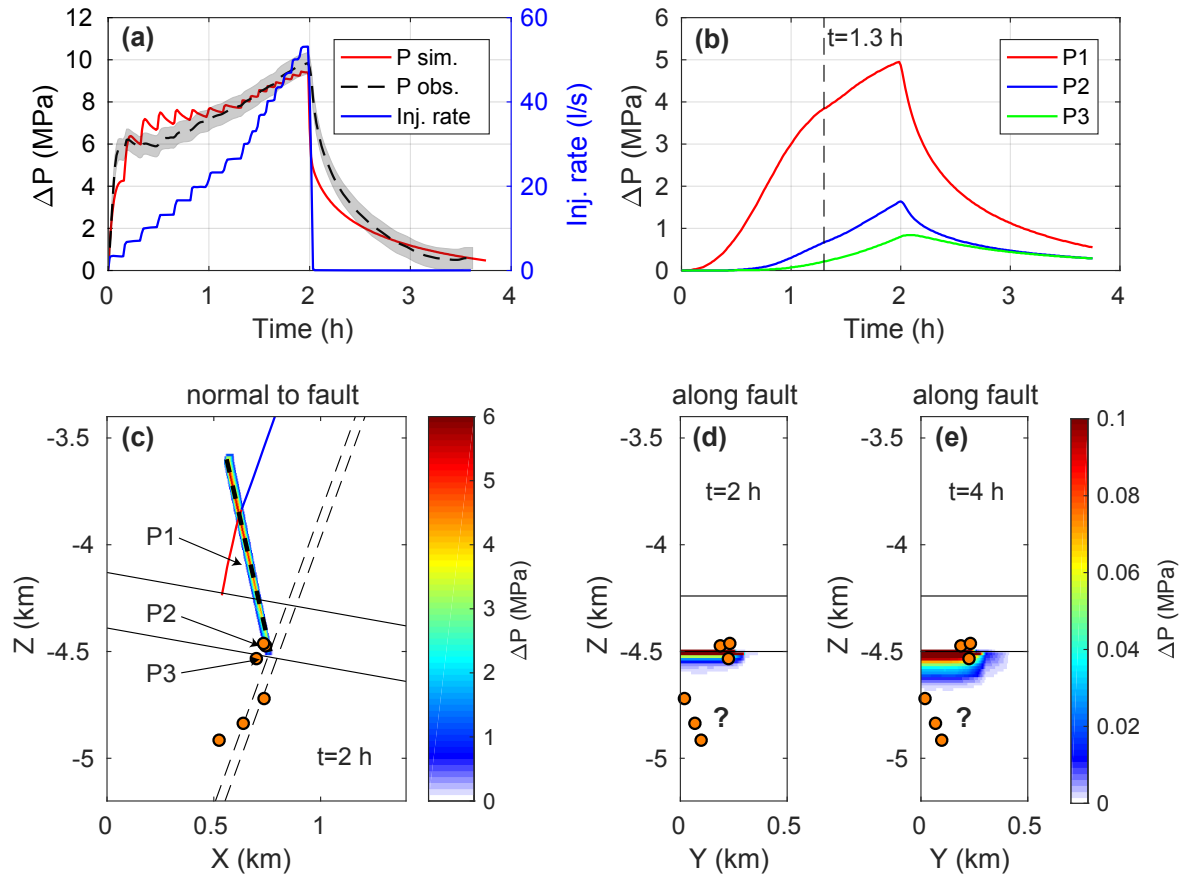 (a)
P sim.
P obs.
Inj. rate
ΔP (MPa)
12
10
8
6
4
2
0
60
40
20
0
Inj. rate (l/s)
0 1 2 3 4
Time (h)
(b)
t=1.3 h
P1
P2
P3
ΔP (MPa)
6
5
4
3
2
1
0
0 1 2 3 4
Time (h)
normal to fault
(c)
P1
P2
P3
t=2 h
Z (km)
-3.5
-4
-4.5
-5
0 0.5 1
X (km)
6
5
4
3
2
1
0
ΔP (MPa)
along fault
(d)
t=2 h
?
Z (km)
-3.5
-4
-4.5
-5
0 0.5
Y (km)
along fault
(e)
t=4 h
?
Z (km)
-3.5
-4
-4.5
-5
0 0.5
Y (km)
0.1
0.08
0.06
0.04
0.02
0
ΔP (MPa)